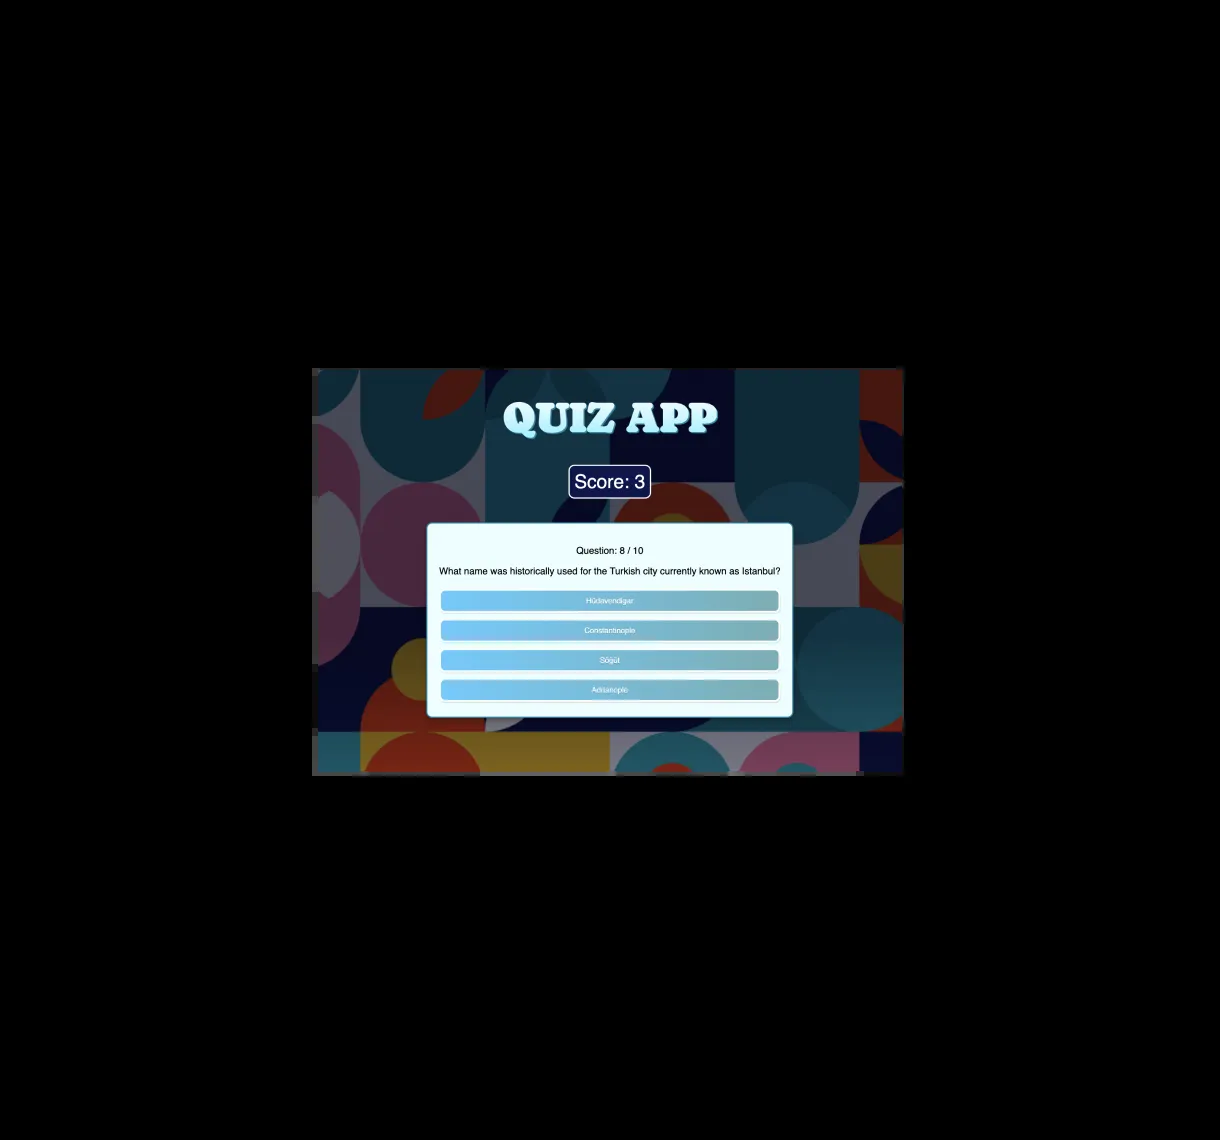 QUIZ APP
Score: 3
Question: 8 / 10
What name was historically used for the Turkish city currently known as Istanbul?
Hüdavendigar
Constantinople
Söğüt
Adrianople